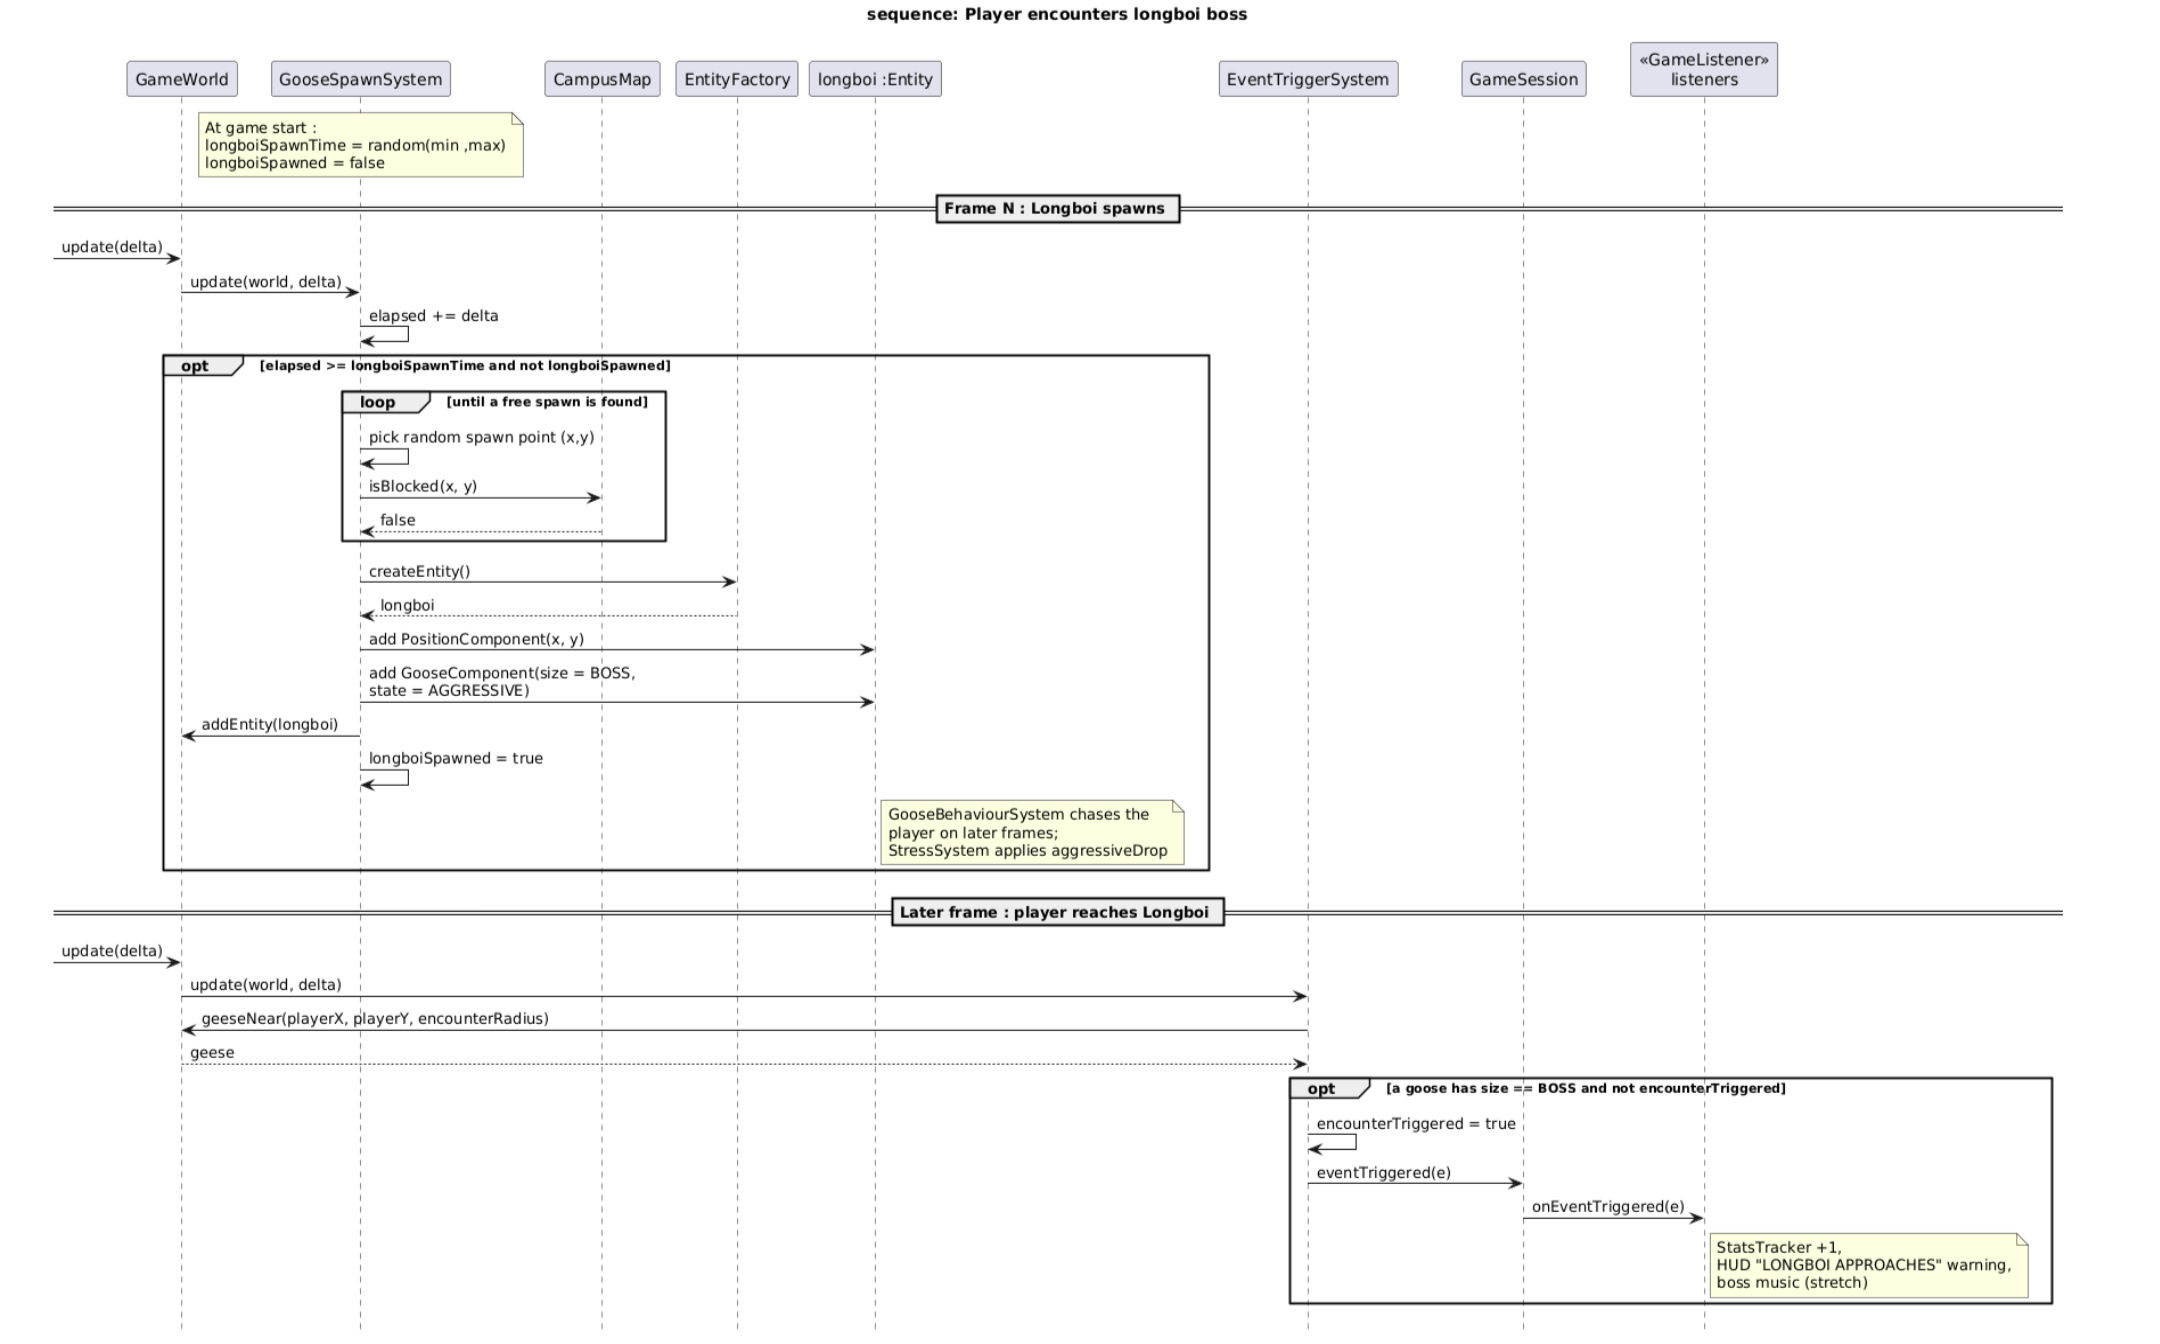 sequence: Player encounters longboi boss
GameWorld
GooseSpawnSystem
CampusMap
EntityFactory
longboi :Entity
EventTriggerSystem
GameSession
«GameListener»
listeners
At game start :
longboiSpawnTime = random(min ,max)
longboiSpawned = false
Frame N : Longboi spawns
update(delta)
update(world, delta)
elapsed += delta
opt [elapsed >= longboiSpawnTime and not longboiSpawned]
loop [until a free spawn is found]
pick random spawn point (x,y)
isBlocked(x, y)
false
createEntity()
longboi
add PositionComponent(x, y)
add GooseComponent(size = BOSS,
state = AGGRESSIVE)
addEntity(longboi)
longboiSpawned = true
GooseBehaviourSystem chases the
player on later frames;
StressSystem applies aggressiveDrop
Later frame : player reaches Longboi
update(delta)
update(world, delta)
geeseNear(playerX, playerY, encounterRadius)
geese
opt [a goose has size == BOSS and not encounterTriggered]
encounterTriggered = true
eventTriggered(e)
onEventTriggered(e)
StatsTracker +1,
HUD "LONGBOI APPROACHES" warning,
boss music (stretch)